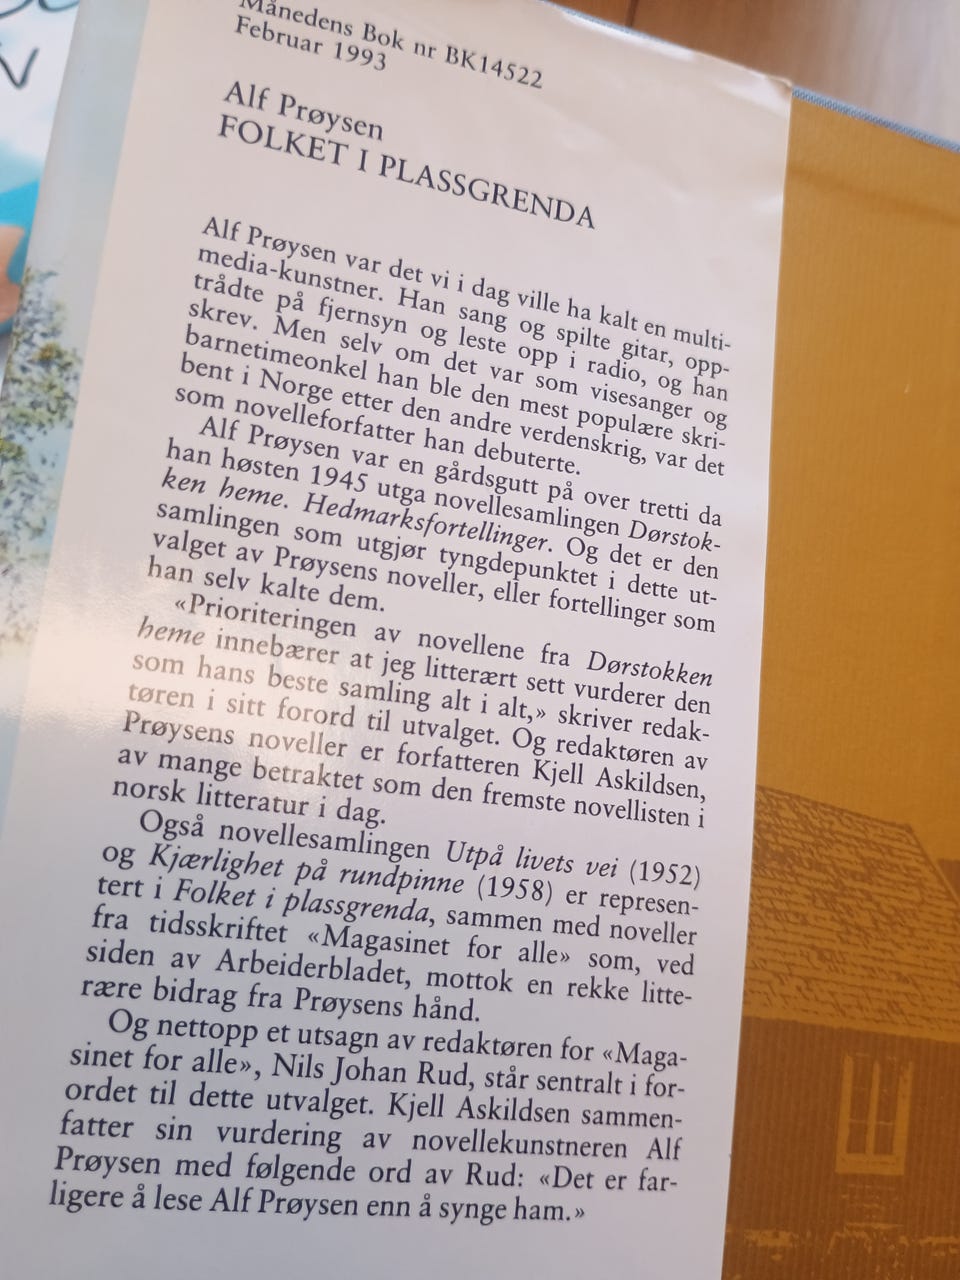 Månedens Bok nr BK14522
Februar 1993
Alf Prøysen
FOLKET I PLASSGRENDA
Alf Prøysen var det vi i dag ville ha kalt en multi-
media-kunstner. Han sang og spilte gitar, opp-
trådte på fjernsyn og leste opp i radio, og han
skrev. Men selv om det var som visesanger og
barnetimeonkel han ble den mest populære skri-
bent i Norge etter den andre verdenskrig, var det
som novelleforfatter han debuterte.
Alf Prøysen var en gårdsgutt på over tretti da
han høsten 1945 utga novellesamlingen Dørstok-
ken heme. Hedmarksfortellinger. Og det er den
samlingen som utgjør tyngdepunktet i dette ut-
valget av Prøysens noveller, eller fortellinger som
han selv kalte dem.
«Prioriteringen av novellene fra Dørstokken
heme innebærer at jeg litterært sett vurderer den
som hans beste samling alt i alt,» skriver redak-
tøren i sitt forord til utvalget. Og redaktøren av
Prøysens noveller er forfatteren Kjell Askildsen,
av mange betraktet som den fremste novellisten i
norsk litteratur i dag.
Også novellesamlingen Utpå livets vei (1952)
og Kjærlighet på rundpinne (1958) er represen-
tert i Folket i plassgrenda, sammen med noveller
fra tidsskriftet «Magasinet for alle» som, ved
siden av Arbeiderbladet, mottok en rekke litte-
rære bidrag fra Prøysens hånd.
Og nettopp et utsagn av redaktøren for «Maga-
sinet for alle», Nils Johan Rud, står sentralt i for-
ordet til dette utvalget. Kjell Askildsen sammen-
fatter sin vurdering av novellekunstneren Alf
Prøysen med følgende ord av Rud: «Det er far-
ligere å lese Alf Prøysen enn å synge ham.»